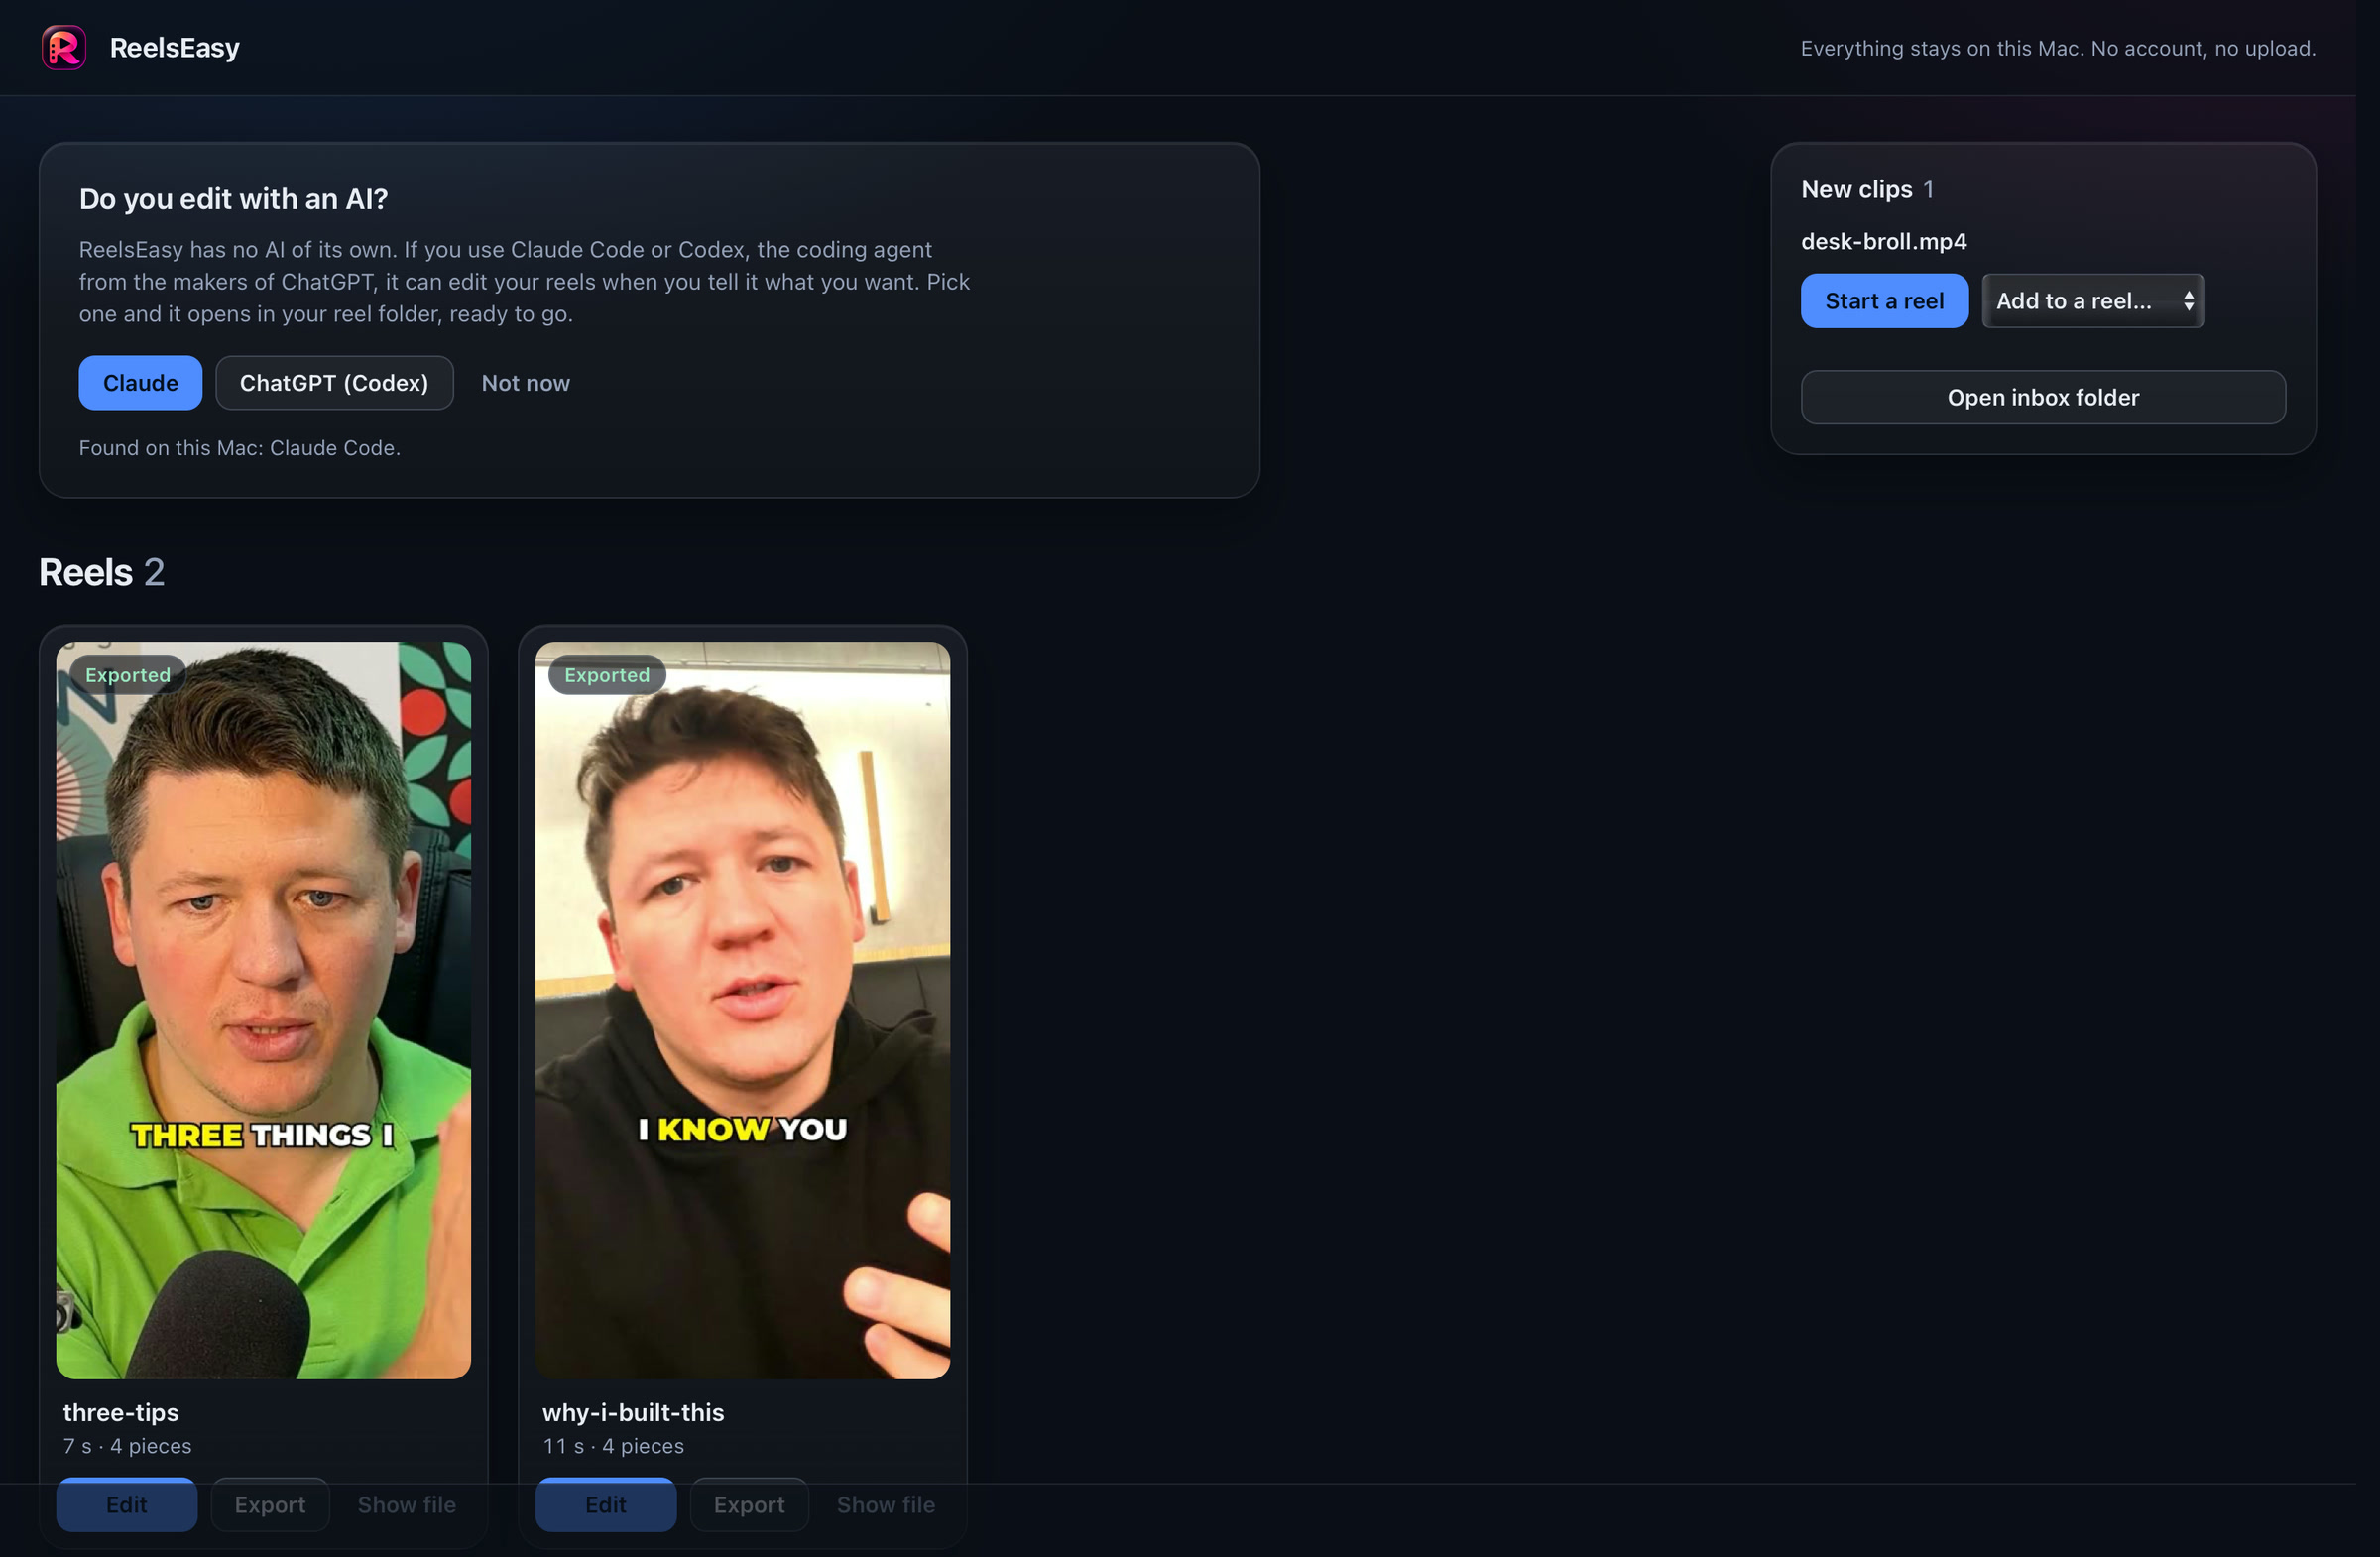 ReelsEasy
Everything stays on this Mac. No account, no upload.
Do you edit with an AI?
ReelsEasy has no AI of its own. If you use Claude Code or Codex, the coding agent
from the makers of ChatGPT, it can edit your reels when you tell it what you want. Pick
one and it opens in your reel folder, ready to go.
Claude
ChatGPT (Codex)
Not now
Found on this Mac: Claude Code.
New clips 1
desk-broll.mp4
Start a reel
Add to a reel...
Open inbox folder
Reels 2
Exported
THREE THINGS I
three-tips
7 s · 4 pieces
Edit
Export
Show file
Exported
I KNOW YOU
why-i-built-this
11 s · 4 pieces
Edit
Export
Show file